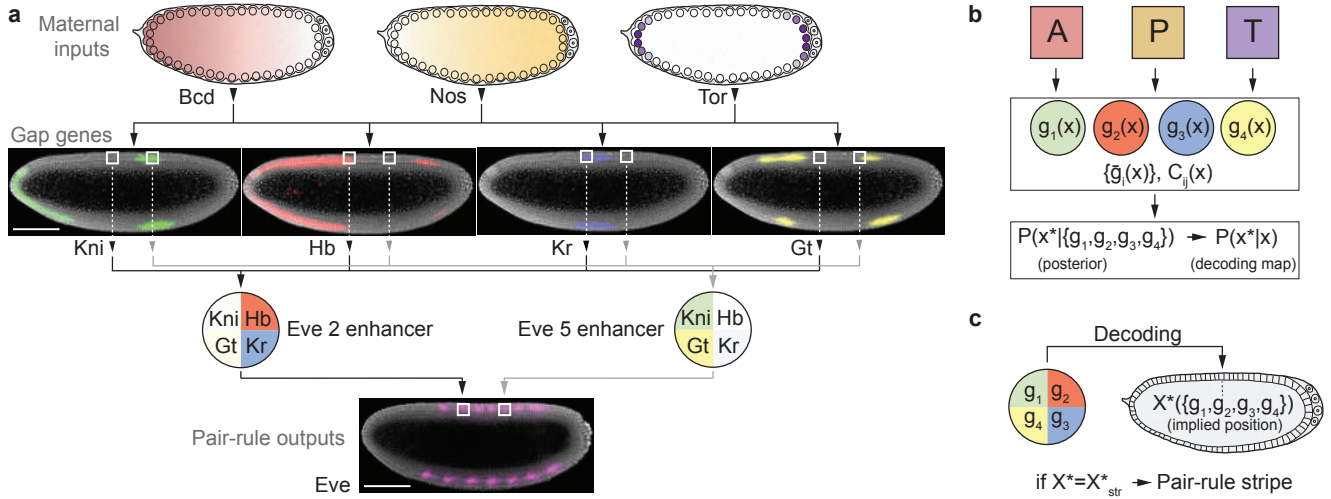 a
Maternal inputs
Bcd
Nos
Tor
Gap genes
Kni
Hb
Kr
Gt
Kni Hb
Gt Kr
Eve 2 enhancer
Eve 5 enhancer
Kni Hb
Gt Kr
Pair-rule outputs
Eve
b
A
P
T
g₁(x)
g₂(x)
g₃(x)
g₄(x)
{ḡᵢ(x)}, Cᵢⱼ(x)
P(x*|{g₁,g₂,g₃,g₄}) → P(x*|x)
(posterior)
(decoding map)
c
Decoding
g₁ g₂
g₄ g₃
X*({g₁,g₂,g₃,g₄})
(implied position)
if X*=X*ₛₜᵣ → Pair-rule stripe